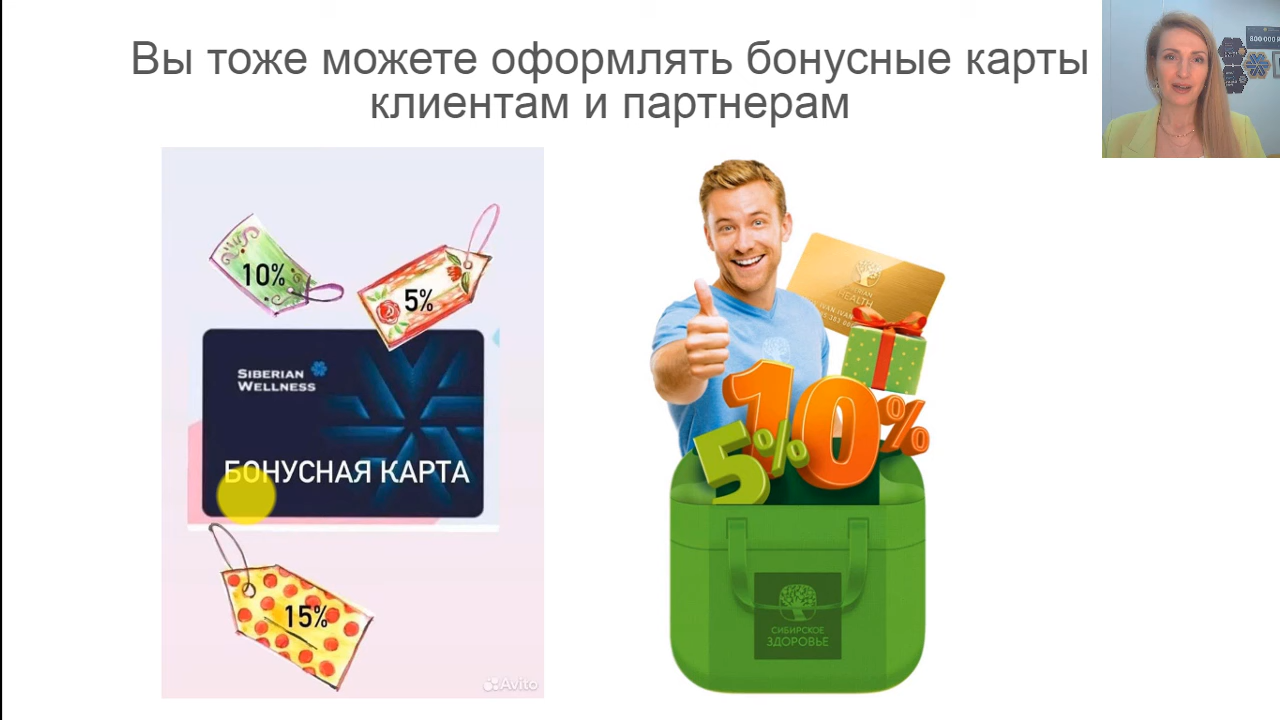 Вы тоже можете оформлять бонусные карты
клиентам и партнерам
10%
5%
SIBERIAN
WELLNESS
БОНУСНАЯ КАРТА
15%
Avito
HEALTH
10%
5%
СИБИРСКОЕ
ЗДОРОВЬЕ